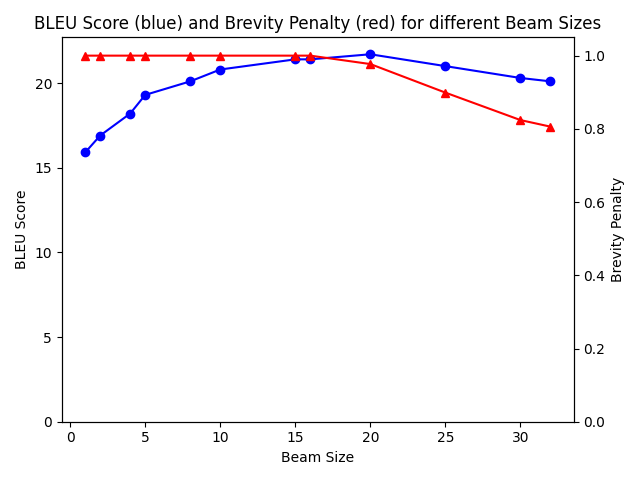 BLEU Score (blue) and Brevity Penalty (red) for different Beam Sizes
BLEU Score
20
15
10
5
0
1.0
0.8
0.6
0.4
0.2
0.0
Brevity Penalty
0 5 10 15 20 25 30
Beam Size